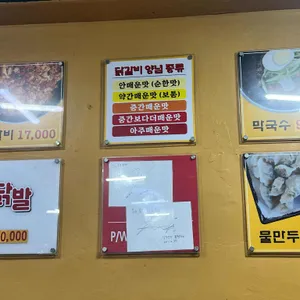 닭갈비 양념 종류
안매운맛 (순한맛)
약간매운맛 (보통)
중간매운맛
중간보다더매운맛
아주매운맛
비 17,000
막국수
닭발
0,000
P/W
물만두